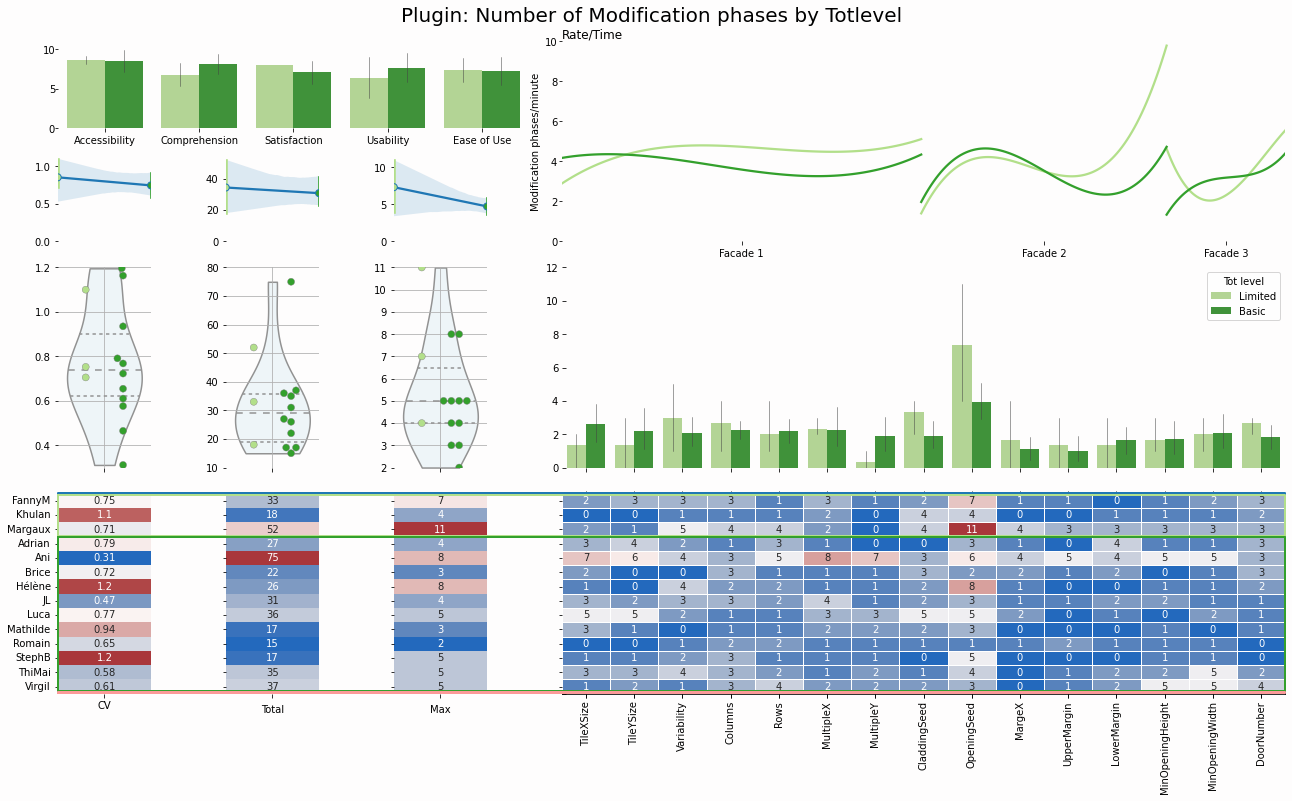 Plugin: Number of Modification phases by Totlevel
10
5
0
Accessibility Comprehension Satisfaction Usability Ease of Use
Rate/Time
Modification phases/minute
10
8
6
4
2
0
Facade 1 Facade 2 Facade 3
1.0
0.5
0.0
40
20
0
10
5
0
1.2
1.0
0.8
0.6
0.4
80
70
60
50
40
30
20
10
11
10
9
8
7
6
5
4
3
2
12
10
8
6
4
2
0
Tot level
Limited
Basic
FannyM 0.75 33 7 2 3 3 3 1 3 1 2 7 1 1 0 1 2 3
Khulan 1.1 18 4 0 0 1 1 1 2 0 4 4 0 0 1 1 1 2
Margaux 0.71 52 11 2 1 5 4 4 2 0 4 11 4 3 3 3 3 3
Adrian 0.79 27 4 3 4 2 3 1 0 0 3 1 0 4 1 1 3
Ani 0.31 75 8 7 6 4 3 5 8 7 3 6 4 5 4 5 5 3
Brice 0.72 22 3 2 0 0 3 1 1 1 3 2 2 1 2 0 1 3
Hélène 1.2 26 8 1 0 4 2 2 1 1 2 8 1 0 0 1 1 2
JL 0.47 31 4 3 2 3 3 2 4 1 2 3 1 1 2 2 1 1
Luca 0.77 36 5 5 5 2 1 1 3 3 5 5 2 0 1 0 2 1
Mathilde 0.94 17 3 3 1 0 1 1 2 2 2 3 0 0 0 1 0 1
Romain 0.65 15 2 0 0 1 2 2 1 1 1 1 1 2 1 1 1 0
StephB 1.2 17 5 1 1 2 3 1 1 1 0 5 0 0 0 1 1 0
ThiMai 0.58 35 5 3 3 4 3 2 1 2 1 4 0 1 2 2 5 2
Virgil 0.61 37 5 1 2 1 3 4 2 2 2 3 0 1 2 5 5 4
CV Total Max TileXSize TileYSize Variability Columns Rows MultipleX MultipleY CladdingSeed OpeningSeed MargeX UpperMargin LowerMargin MinOpeningHeight MinOpeningWidth DoorNumber